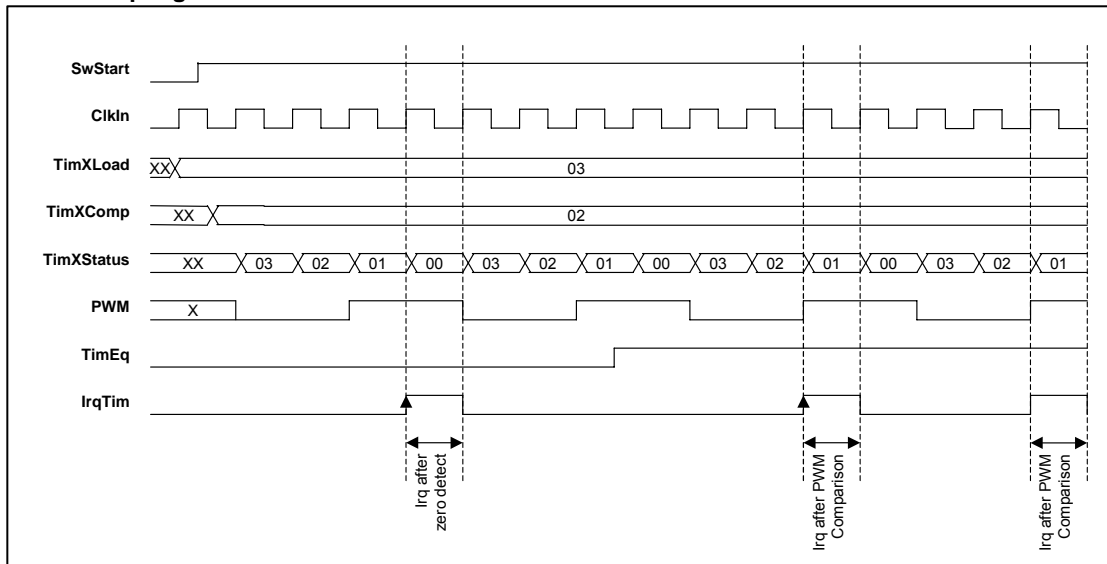 SwStart
ClkIn
TimXLoad XX 03
TimXComp XX 02
TimXStatus XX 03 02 01 00 03 02 01 00 03 02 01 00 03 02 01
PWM X
TimEq
IrqTim
Irq after
zero detect
Irq after PWM
Comparison
Irq after PWM
Comparison